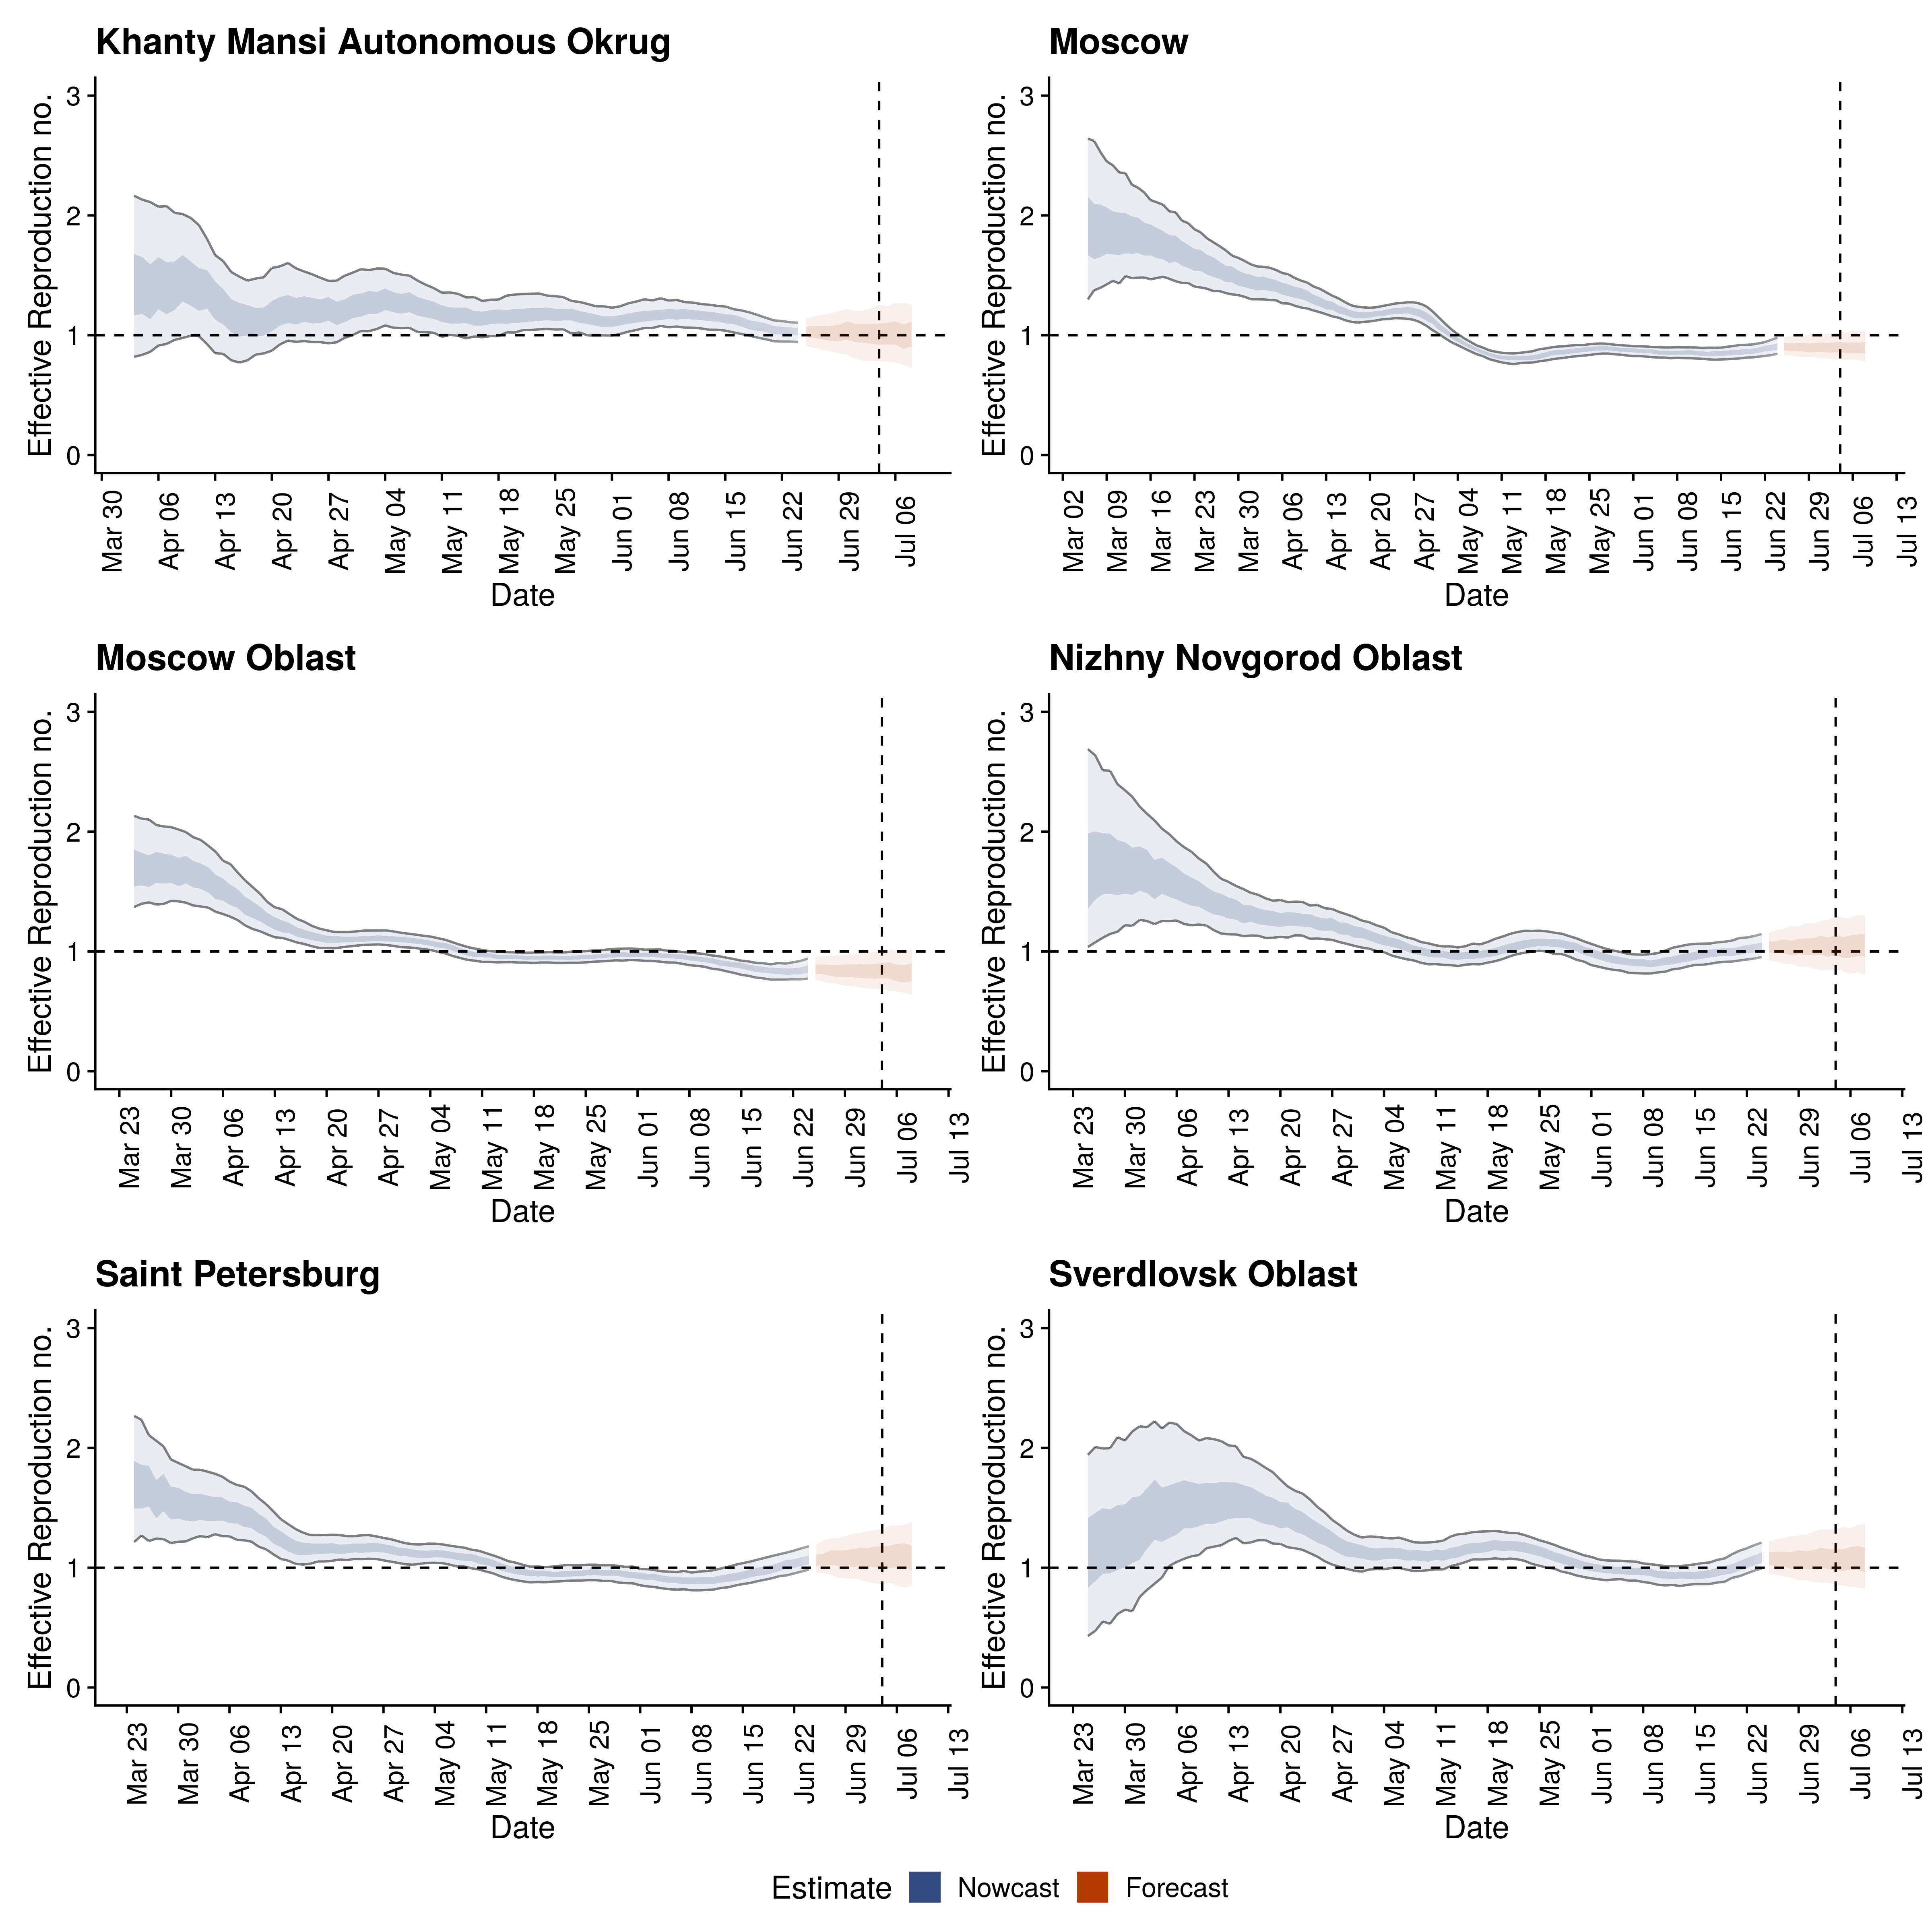 Khanty Mansi Autonomous Okrug
Effective Reproduction no.
3
2
1
0
Mar 30
Apr 06
Apr 13
Apr 20
Apr 27
May 04
May 11
May 18
May 25
Jun 01
Jun 08
Jun 15
Jun 22
Jun 29
Jul 06
Date
Moscow
Effective Reproduction no.
3
2
1
0
Mar 02
Mar 09
Mar 16
Mar 23
Mar 30
Apr 06
Apr 13
Apr 20
Apr 27
May 04
May 11
May 18
May 25
Jun 01
Jun 08
Jun 15
Jun 22
Jun 29
Jul 06
Jul 13
Date
Moscow Oblast
Effective Reproduction no.
3
2
1
0
Mar 23
Mar 30
Apr 06
Apr 13
Apr 20
Apr 27
May 04
May 11
May 18
May 25
Jun 01
Jun 08
Jun 15
Jun 22
Jun 29
Jul 06
Jul 13
Date
Nizhny Novgorod Oblast
Effective Reproduction no.
3
2
1
0
Mar 23
Mar 30
Apr 06
Apr 13
Apr 20
Apr 27
May 04
May 11
May 18
May 25
Jun 01
Jun 08
Jun 15
Jun 22
Jun 29
Jul 06
Jul 13
Date
Saint Petersburg
Effective Reproduction no.
3
2
1
0
Mar 23
Mar 30
Apr 06
Apr 13
Apr 20
Apr 27
May 04
May 11
May 18
May 25
Jun 01
Jun 08
Jun 15
Jun 22
Jun 29
Jul 06
Jul 13
Date
Sverdlovsk Oblast
Effective Reproduction no.
3
2
1
0
Mar 23
Mar 30
Apr 06
Apr 13
Apr 20
Apr 27
May 04
May 11
May 18
May 25
Jun 01
Jun 08
Jun 15
Jun 22
Jun 29
Jul 06
Jul 13
Date
Estimate Nowcast Forecast